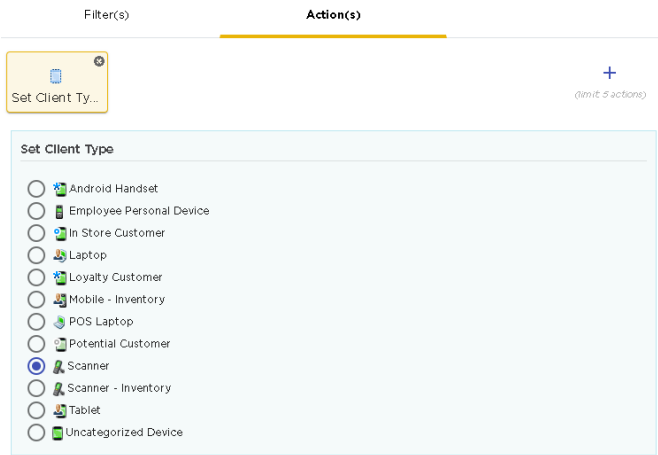 Filter(s)
Action(s)
Set Client Ty...
+
(limit 5 actions)
Set Client Type
Android Handset
Employee Personal Device
In Store Customer
Laptop
Loyalty Customer
Mobile - Inventory
POS Laptop
Potential Customer
Scanner
Scanner - Inventory
Tablet
Uncategorized Device